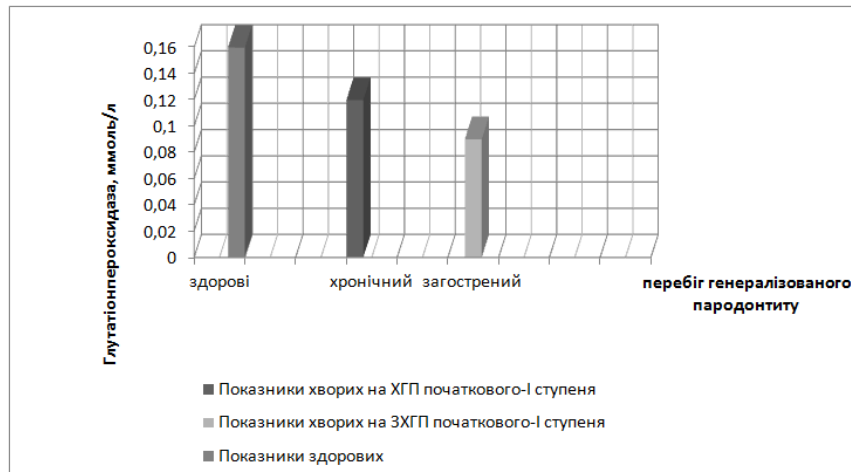 Глутатіонпероксидаза, ммоль/л
0,16
0,14
0,12
0,1
0,08
0,06
0,04
0,02
0
здорові
хронічний
загострений
перебіг генералізованого
пародонтиту
Показники хворих на ХГП початкового-І ступеня
Показники хворих на ЗХГП початкового-І ступеня
Показники здорових